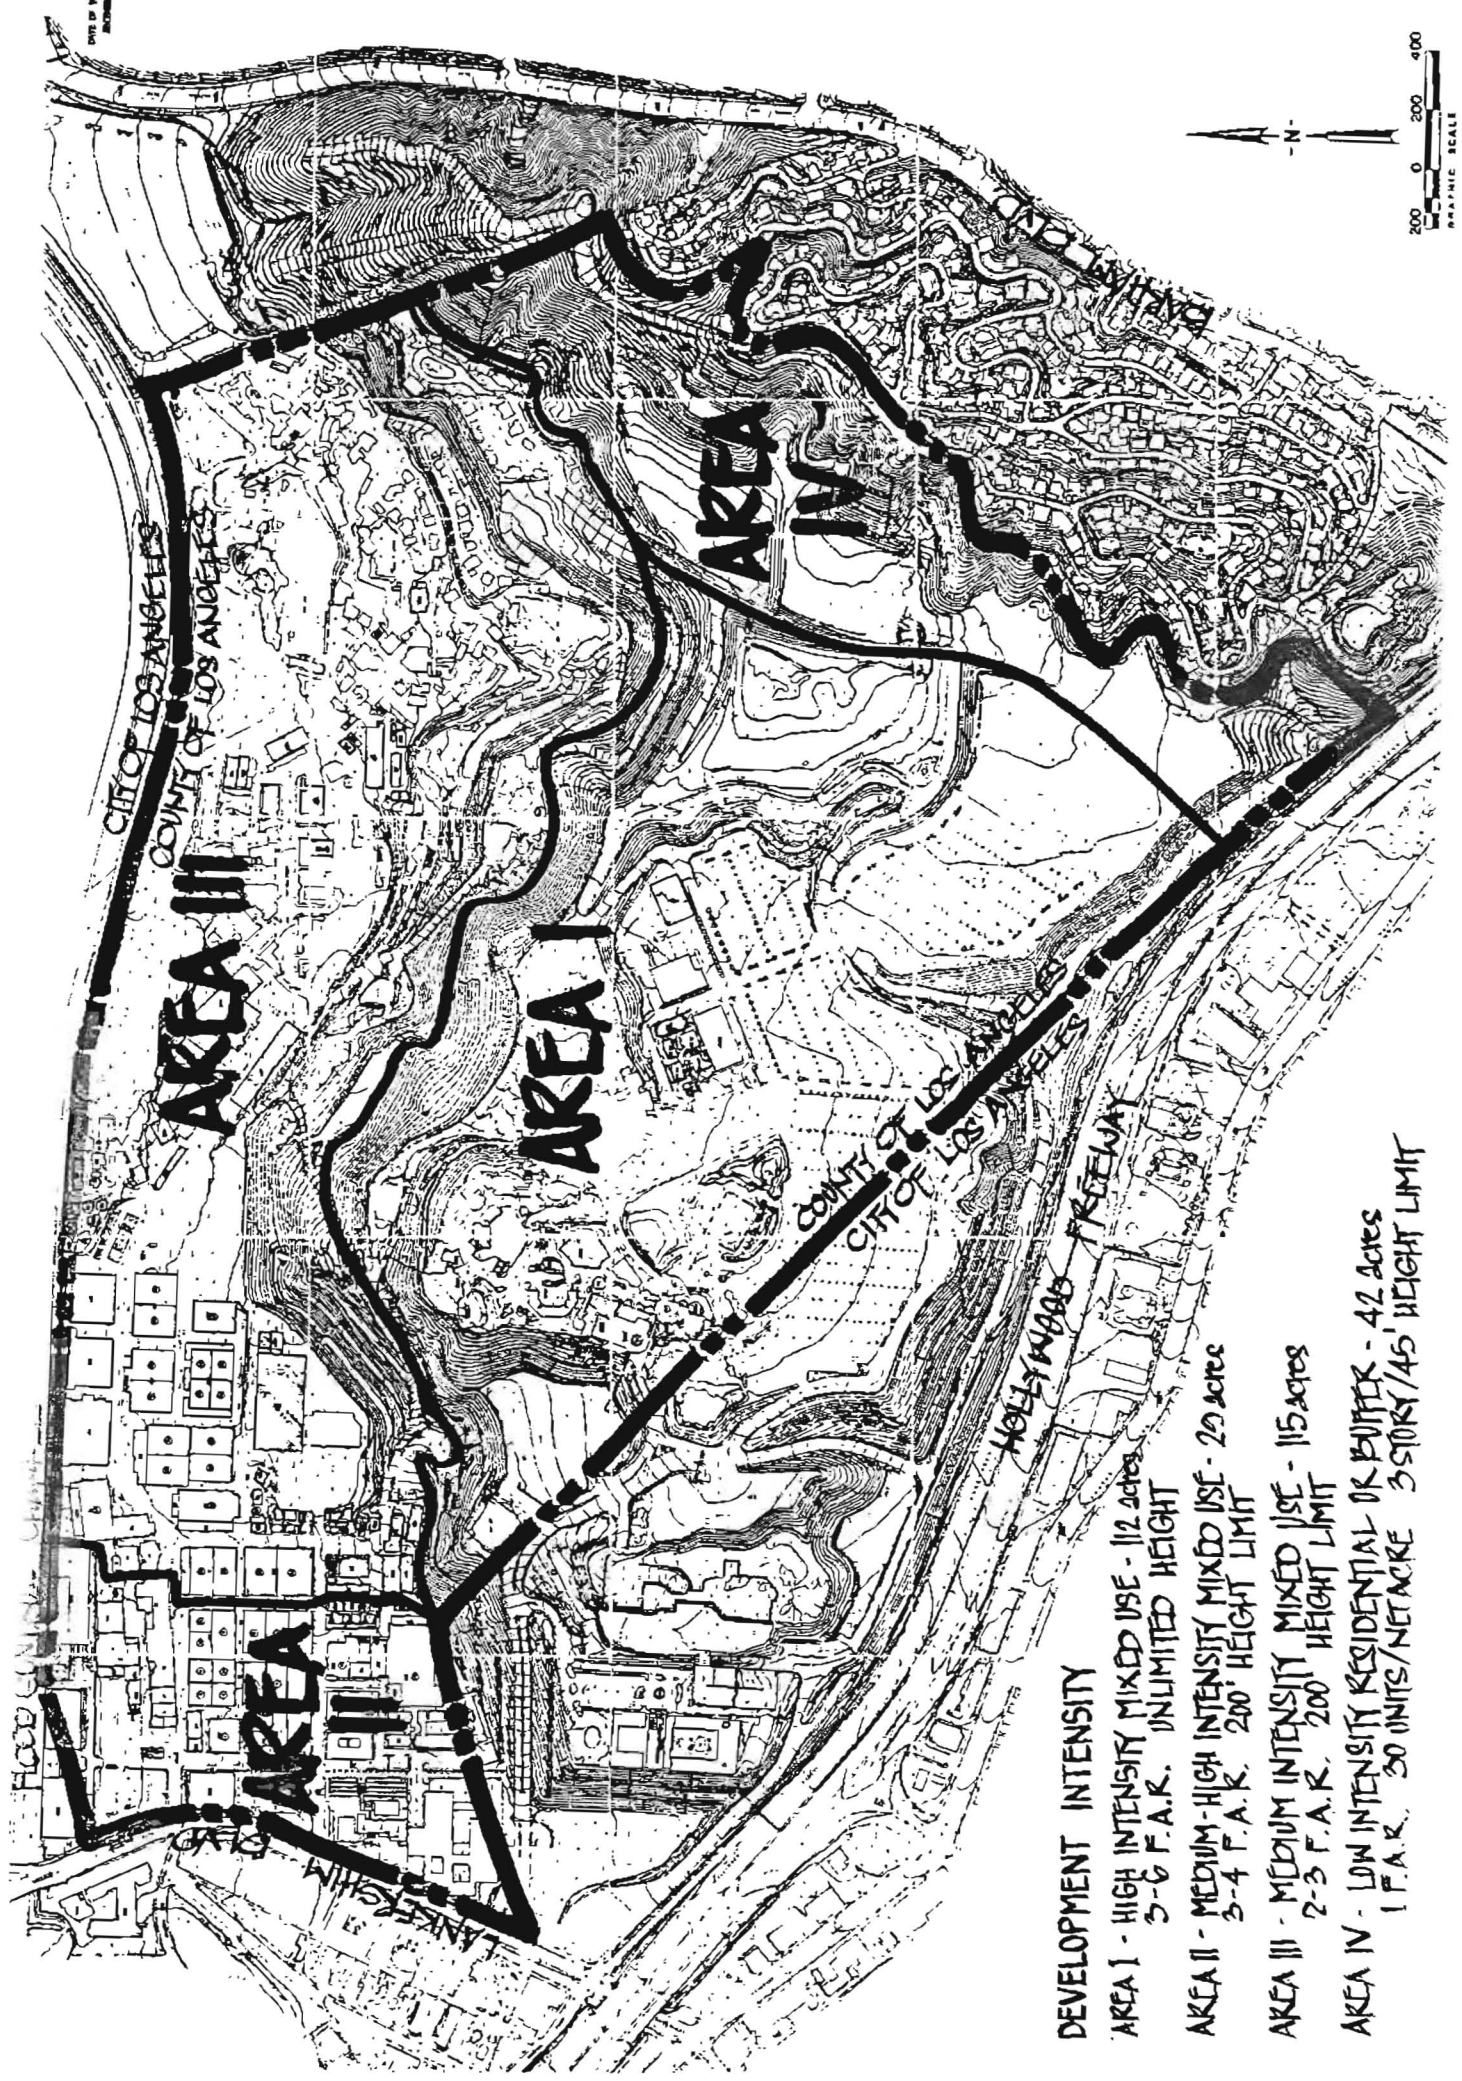 CITY OF LOS ANGELES
COUNTY OF LOS ANGELES
AREA III
AREA I
AREA II
AREA IV
COUNTY OF LOS ANGELES
CITY OF LOS ANGELES
HOLLYWOOD FREEWAY
LANKERSHIM BLVD
BARHAM BLVD
-N-
200 0 200 400
GRAPHIC SCALE
DEVELOPMENT INTENSITY
AREA I - HIGH INTENSITY MIXED USE - 112 acres
3-6 F.A.R. UNLIMITED HEIGHT
AREA II - MEDIUM-HIGH INTENSITY MIXED USE - 29 acres
3-4 F.A.R. 200' HEIGHT LIMIT
AREA III - MEDIUM INTENSITY MIXED USE - 115 acres
2-3 F.A.R. 200' HEIGHT LIMIT
AREA IV - LOW INTENSITY RESIDENTIAL OR BUFFER - 42 acres
1 F.A.R. 30 UNITS/NET ACRE 3 STORY/45' HEIGHT LIMIT